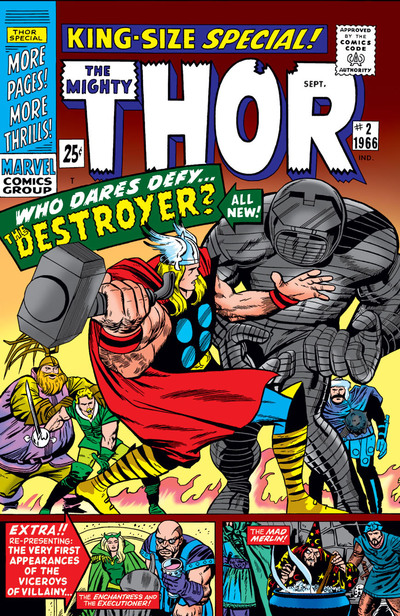 THOR
SPECIAL
MORE
PAGES!
MORE
THRILLS!
MARVEL
COMICS
GROUP
KING-SIZE SPECIAL!
APPROVED
BY THE
COMICS
CODE
AUTHORITY
THE
MIGHTY
THOR
SEPT.
25¢
#2
1966
IND.
T
WHO DARES DEFY...
THE DESTROYER?
ALL
NEW!
EXTRA!!
RE-PRESENTING:
THE VERY FIRST
APPEARANCES
OF THE
VICEROYS
OF VILLAINY...
THE ENCHANTRESS AND
THE EXECUTIONER!
THE MAD
MERLIN!